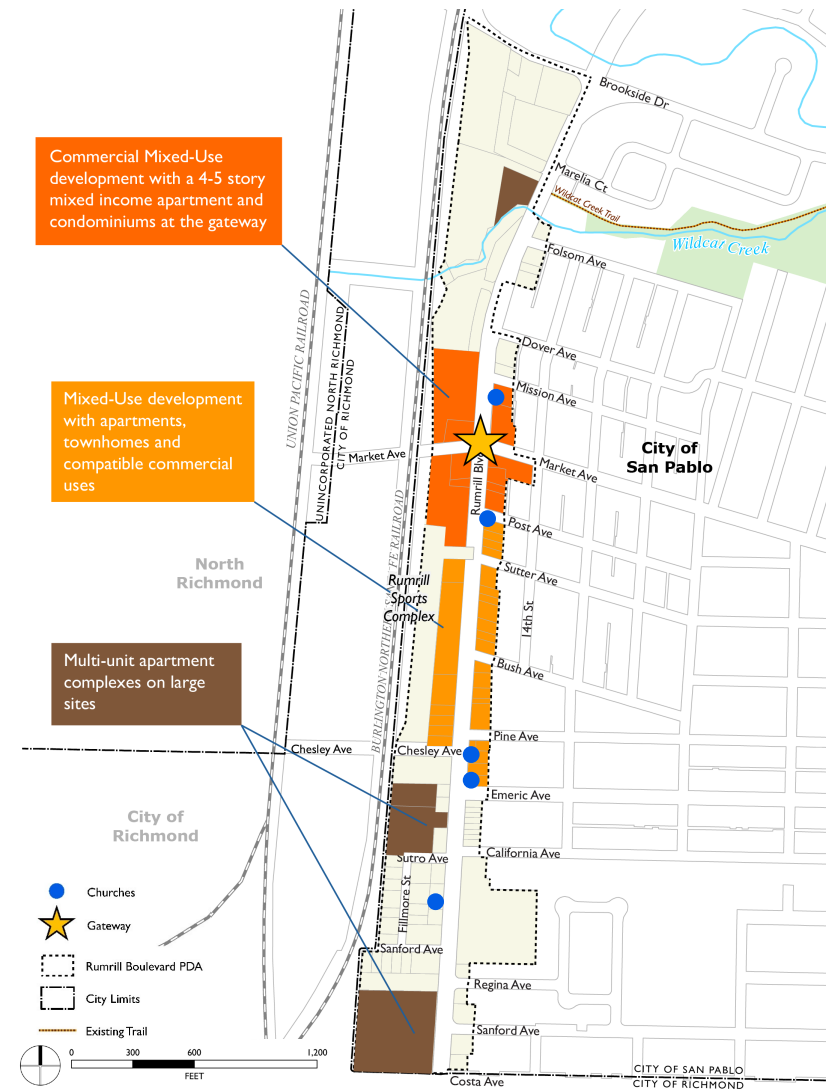 Brookside Dr
Commercial Mixed-Use
development with a 4-5 story
mixed income apartment and
condominiums at the gateway
Marelia Ct
Wildcat Creek Trail
Wildcat Creek
Folsom Ave
UNION PACIFIC RAILROAD
UNINCORPORATED NORTH RICHMOND
CITY OF RICHMOND
Dover Ave
Mission Ave
Mixed-Use development
with apartments,
townhomes and
compatible commercial
uses
Market Ave
Rumrill Blvd
Market Ave
City of
San Pablo
Post Ave
North
Richmond
Sutter Ave
BURLINGTON NORTHERN SANTA FE RAILROAD
Rumrill
Sports
Complex
14th St
Multi-unit apartment
complexes on large
sites
Bush Ave
Pine Ave
Chesley Ave
Chesley Ave
Emeric Ave
City of
Richmond
Sutro Ave
California Ave
Fillmore St
Churches
Gateway
Sanford Ave
Rumrill Boulevard PDA
Regina Ave
City Limits
Existing Trail
Sanford Ave
0 300 600 1,200
FEET
CITY OF SAN PABLO
CITY OF RICHMOND
Costa Ave